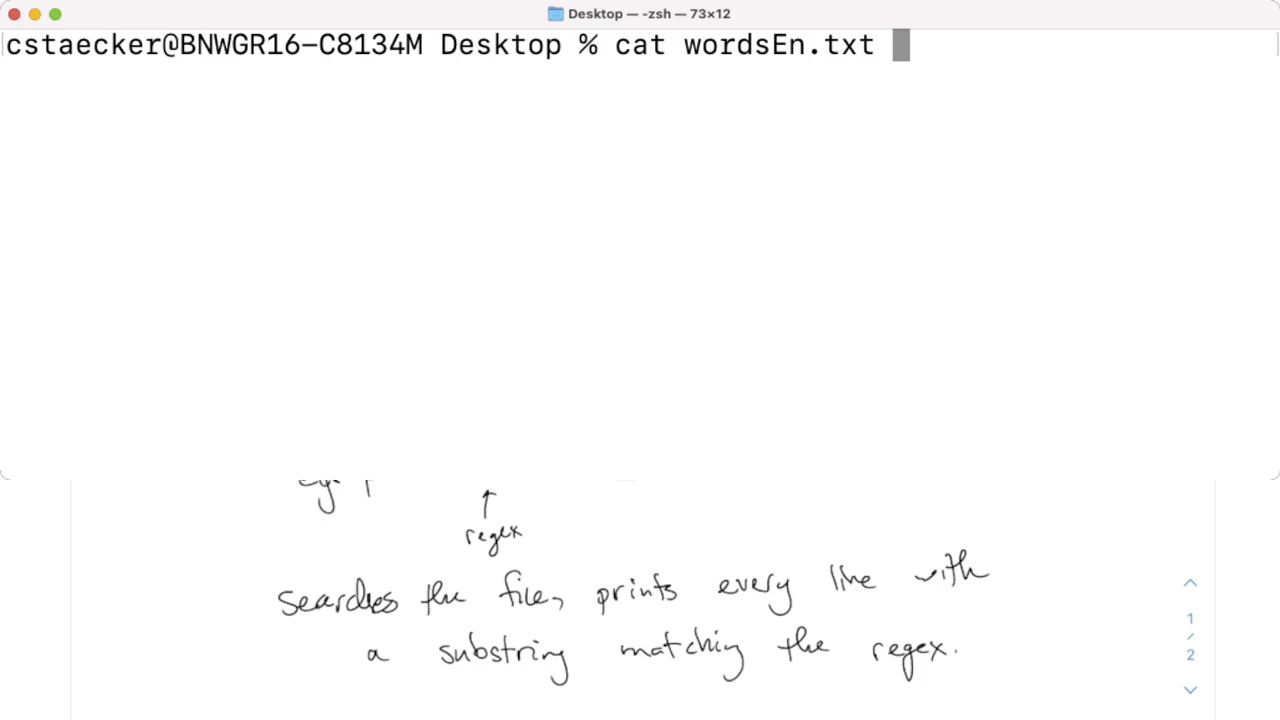 Desktop — -zsh — 73×12
cstaecker@BNWGR16-C8134M Desktop % cat wordsEn.txt
regex
searches the file, prints every line with
a substring matching the regex.
1
/
2